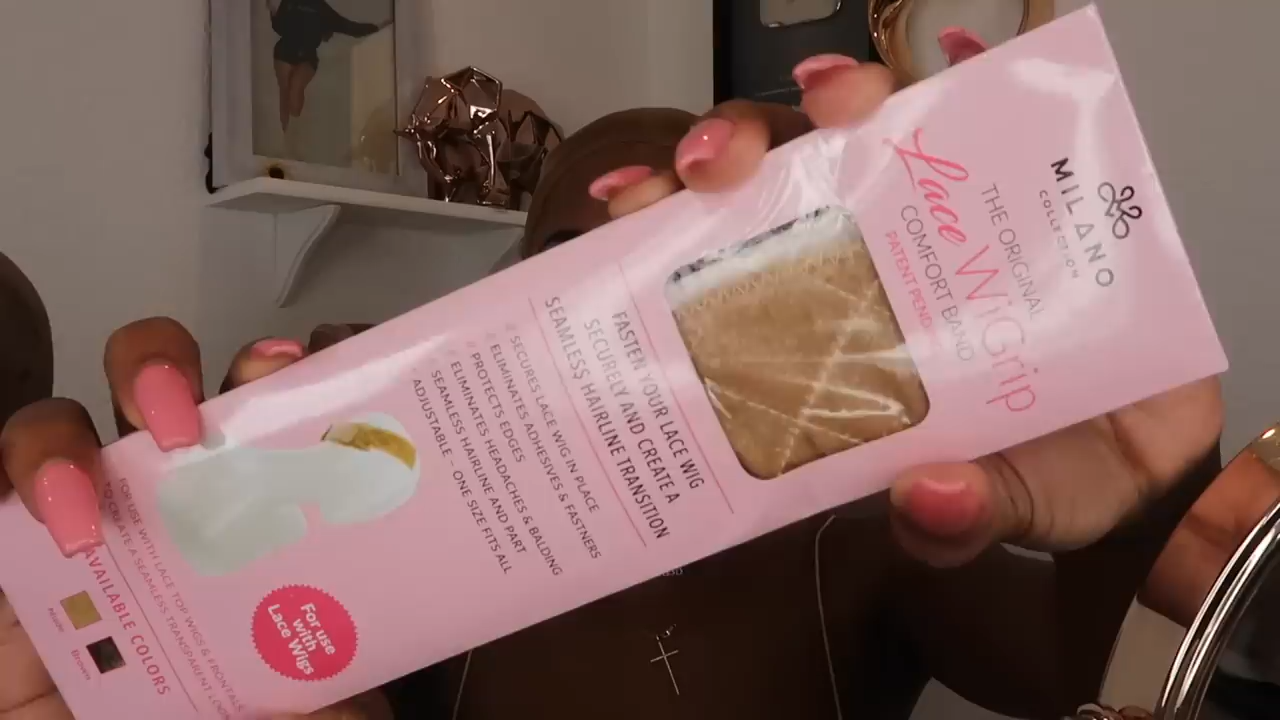 MILANO
COLLECTION
THE ORIGINAL
Lace WiGrip
COMFORT BAND
PATENT PENDING
FASTEN YOUR LACE WIG
SECURELY AND CREATE A
SEAMLESS HAIRLINE TRANSITION
// SECURES LACE WIG IN PLACE
// ELIMINATES ADHESIVES & FASTNERS
// PROTECTS EDGES
// ELIMINATES HEADACHES & BALDING
// SEAMLESS HAIRLINE AND PART
// ADJUSTABLE - ONE SIZE FITS ALL
For use
with
Lace Wigs
FOR USE WITH LACE TOP WIGS & FRONTALS
TO CREATE A SEAMLESS TRANSPARENT LOOK
AVAILABLE COLORS
Nude
Brown